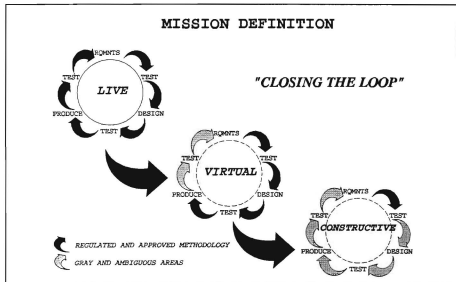 MISSION DEFINITION
"CLOSING THE LOOP"
RQMNTS
TEST
TEST
LIVE
PRODUCE
DESIGN
TEST
RQMNTS
TEST
TEST
VIRTUAL
PRODUCE
DESIGN
TEST
RQMNTS
TEST
TEST
CONSTRUCTIVE
PRODUCE
DESIGN
TEST
REGULATED AND APPROVED METHODOLOGY
GRAY AND AMBIGUOUS AREAS